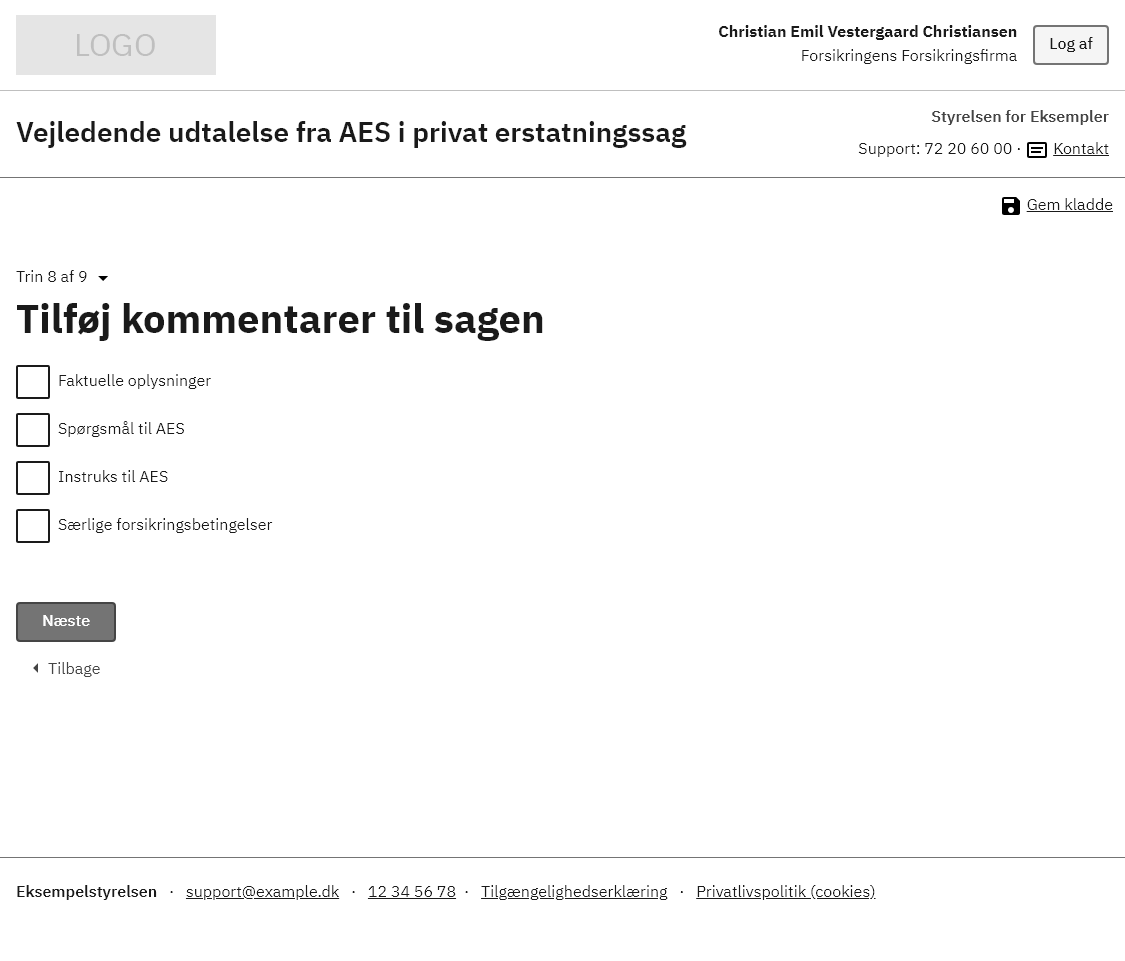 LOGO
Christian Emil Vestergaard Christiansen
Forsikringens Forsikringsfirma
Log af
Vejledende udtalelse fra AES i privat erstatningssag
Styrelsen for Eksempler
Support: 72 20 60 00 · Kontakt
Gem kladde
Trin 8 af 9
Tilføj kommentarer til sagen
Faktuelle oplysninger
Spørgsmål til AES
Instruks til AES
Særlige forsikringsbetingelser
Næste
Tilbage
Eksempelstyrelsen · support@example.dk · 12 34 56 78 · Tilgængelighedserklæring · Privatlivspolitik (cookies)